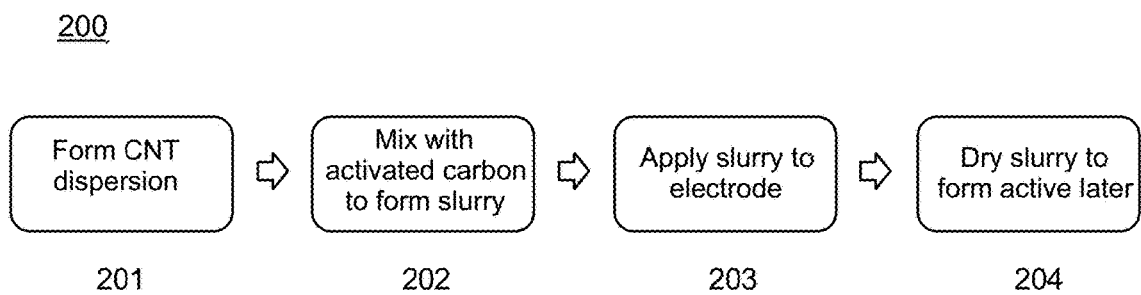 200
Form CNT
dispersion
Mix with
activated carbon
to form slurry
Apply slurry to
electrode
Dry slurry to
form active later
201
202
203
204